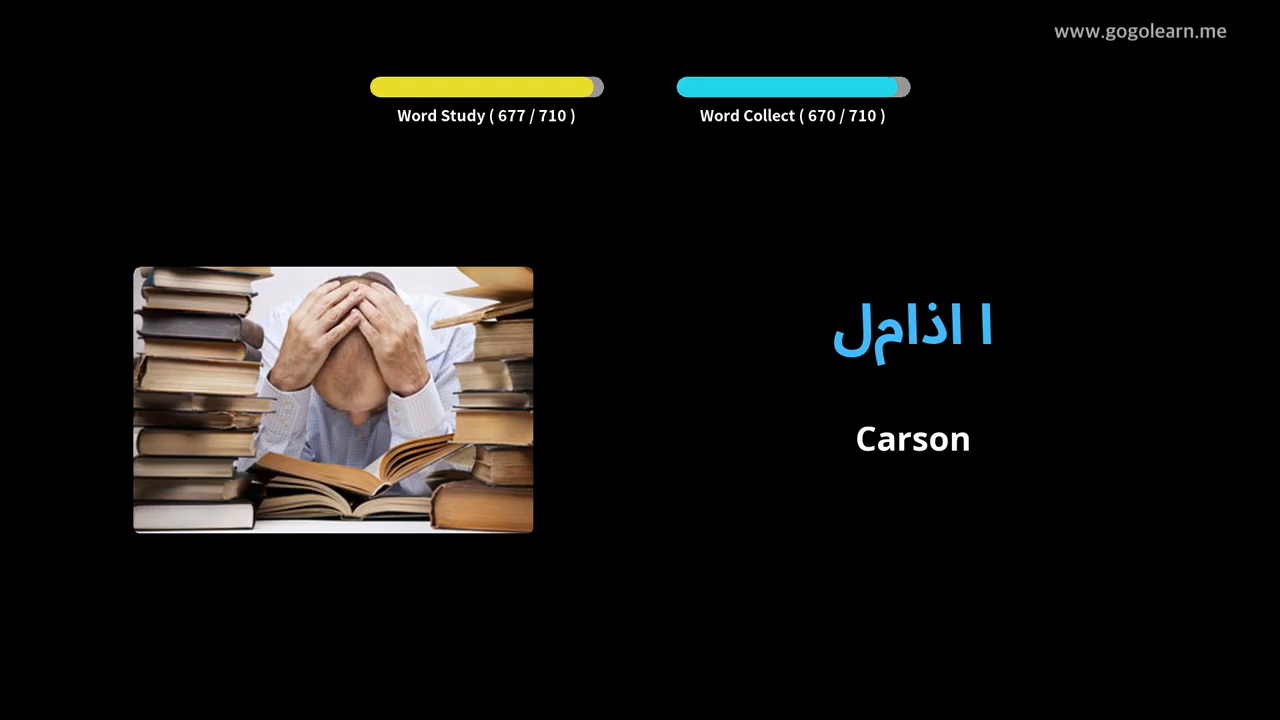 www.gogolearn.me
Word Study ( 677 / 710 )
Word Collect ( 670 / 710 )
ا اذامل
Carson